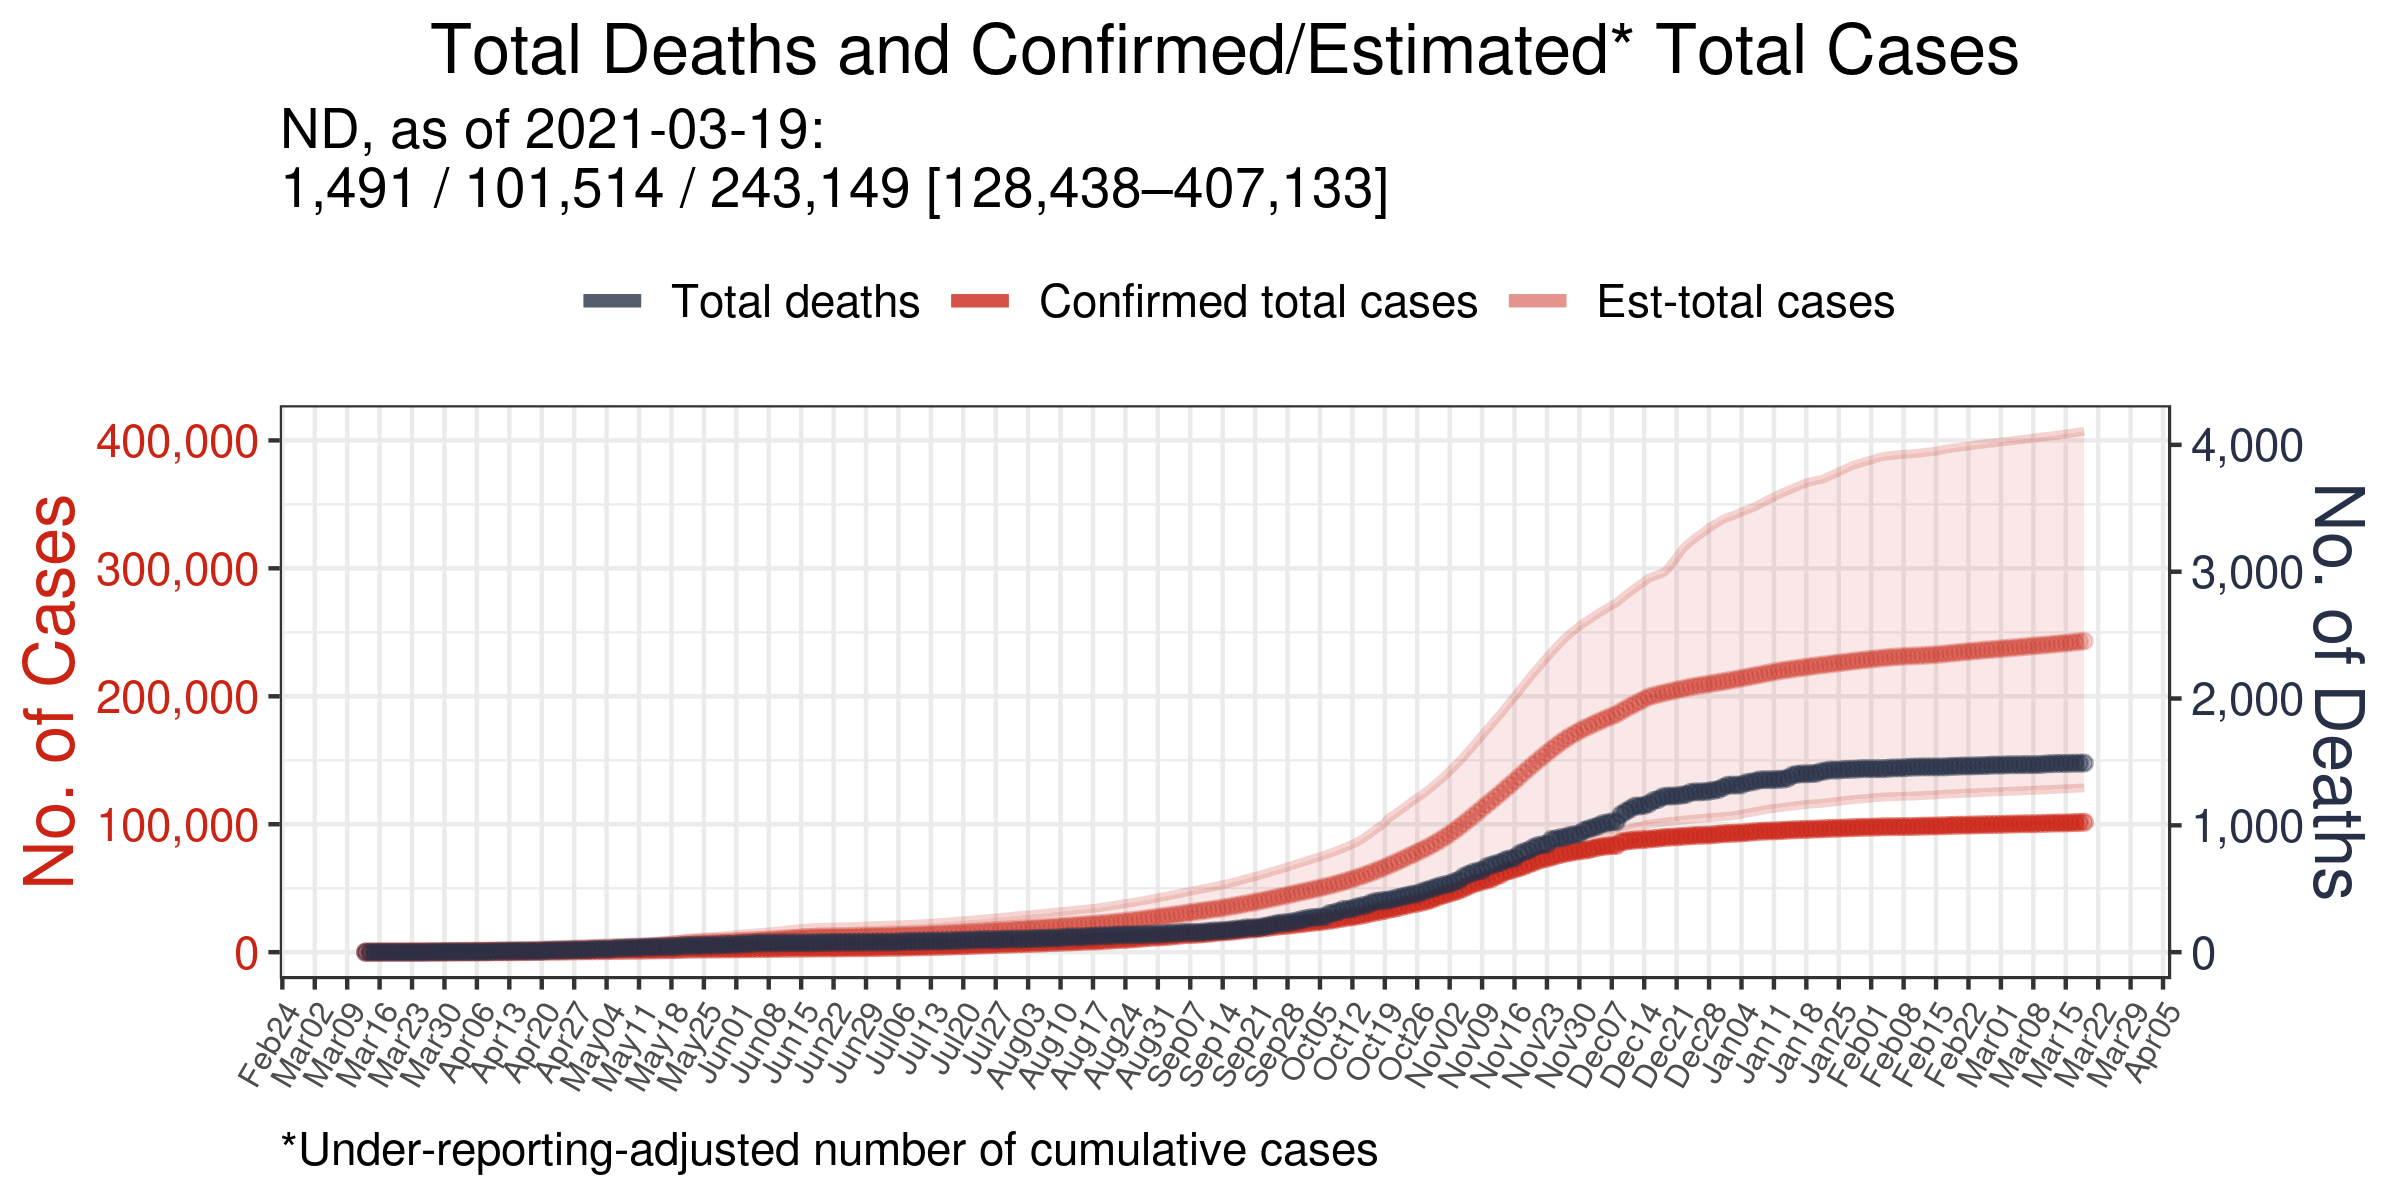 Total Deaths and Confirmed/Estimated* Total Cases
ND, as of 2021-03-19:
1,491 / 101,514 / 243,149 [128,438–407,133]
Total deaths
Confirmed total cases
Est-total cases
No. of Cases
400,000
300,000
200,000
100,000
0
4,000
3,000
2,000
1,000
0
No. of Deaths
Feb24
Mar02
Mar09
Mar16
Mar23
Mar30
Apr06
Apr13
Apr20
Apr27
May04
May11
May18
May25
Jun01
Jun08
Jun15
Jun22
Jun29
Jul06
Jul13
Jul20
Jul27
Aug03
Aug10
Aug17
Aug24
Aug31
Sep07
Sep14
Sep21
Sep28
Oct05
Oct12
Oct19
Oct26
Nov02
Nov09
Nov16
Nov23
Nov30
Dec07
Dec14
Dec21
Dec28
Jan04
Jan11
Jan18
Jan25
Feb01
Feb08
Feb15
Feb22
Mar01
Mar08
Mar15
Mar22
Mar29
Apr05
*Under-reporting-adjusted number of cumulative cases